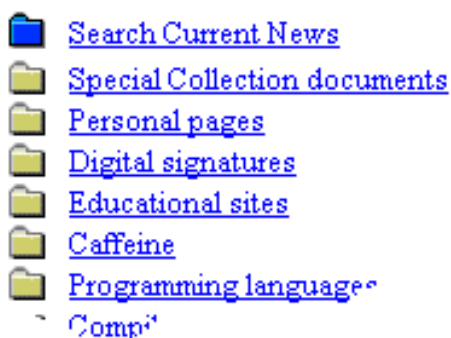 Search Current News
Special Collection documents
Personal pages
Digital signatures
Educational sites
Caffeine
Programming languages